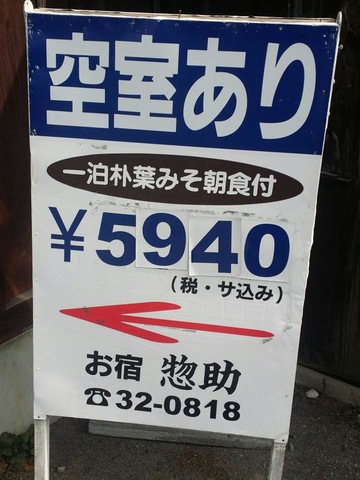 空室あり
一泊朴葉みそ朝食付
¥5940
(税・サ込み)
お宿 惣助
☎32-0818